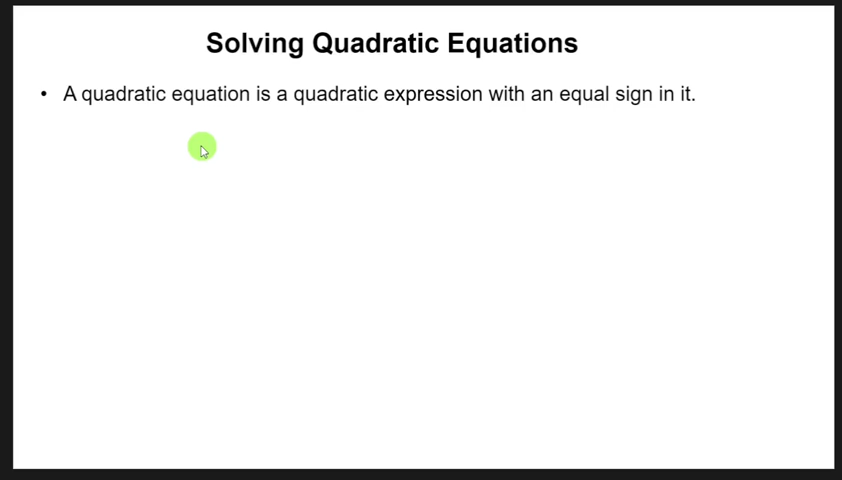 Solving Quadratic Equations
• A quadratic equation is a quadratic expression with an equal sign in it.